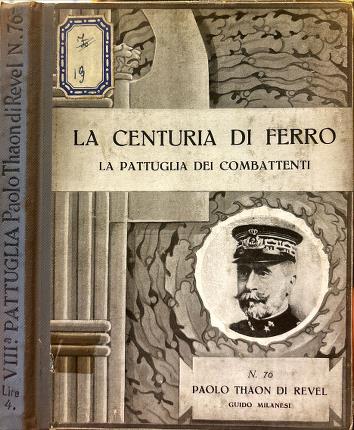 VIIIª PATTUGLIA Paolo Thaon di Revel N. 76
Lire
4.
19
LA CENTURIA DI FERRO
LA PATTUGLIA DEI COMBATTENTI
N. 76
PAOLO THAON DI REVEL
GUIDO MILANESI